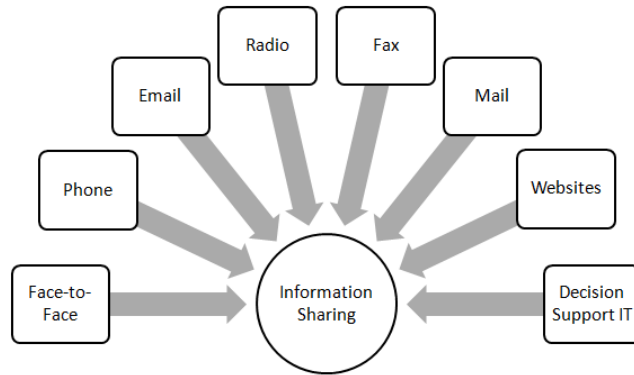 Radio
Fax
Email
Mail
Phone
Websites
Face-to-
Face
Information
Sharing
Decision
Support IT